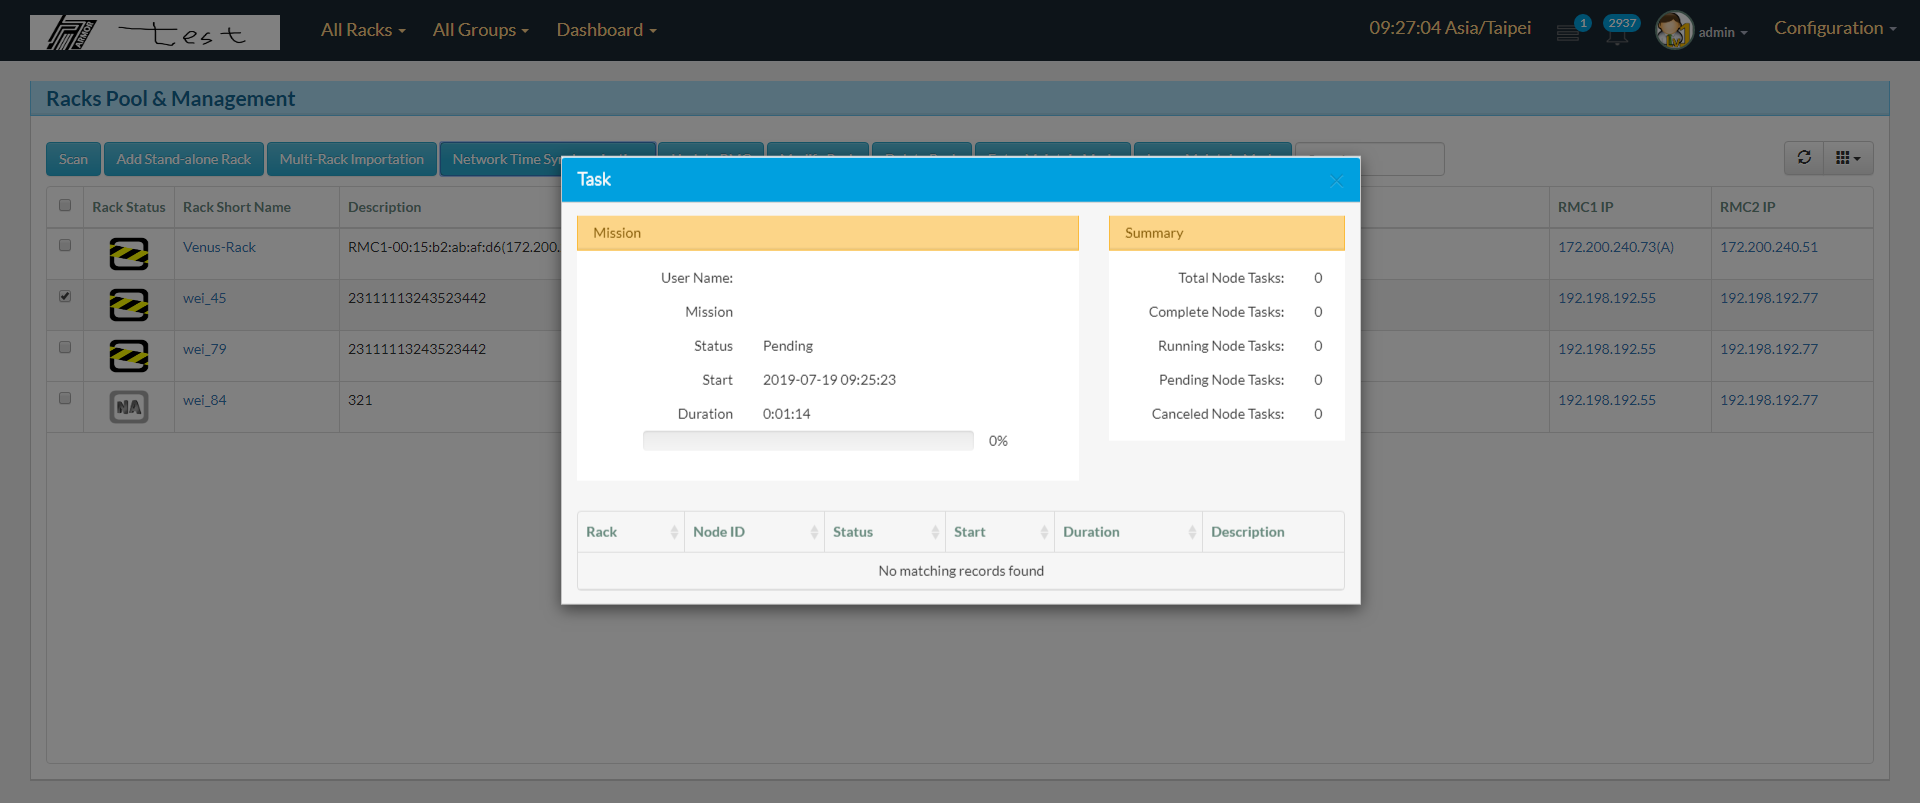 ARMOR test
All Racks All Groups Dashboard 09:27:04 Asia/Taipei 1 2937 admin Configuration
Racks Pool & Management
Scan Add Stand-alone Rack Multi-Rack Importation Network Time
Rack Status Rack Short Name Description RMC1 IP RMC2 IP
Venus-Rack RMC1-00:15:b2:ab:af:d6(172.200. 172.200.240.73(A) 172.200.240.51
wei_45 23111113243523442 192.198.192.55 192.198.192.77
wei_79 23111113243523442 192.198.192.55 192.198.192.77
NA wei_84 321 192.198.192.55 192.198.192.77
Task
Mission
User Name:
Mission
Status Pending
Start 2019-07-19 09:25:23
Duration 0:01:14
0%
Summary
Total Node Tasks: 0
Complete Node Tasks: 0
Running Node Tasks: 0
Pending Node Tasks: 0
Canceled Node Tasks: 0
Rack Node ID Status Start Duration Description
No matching records found